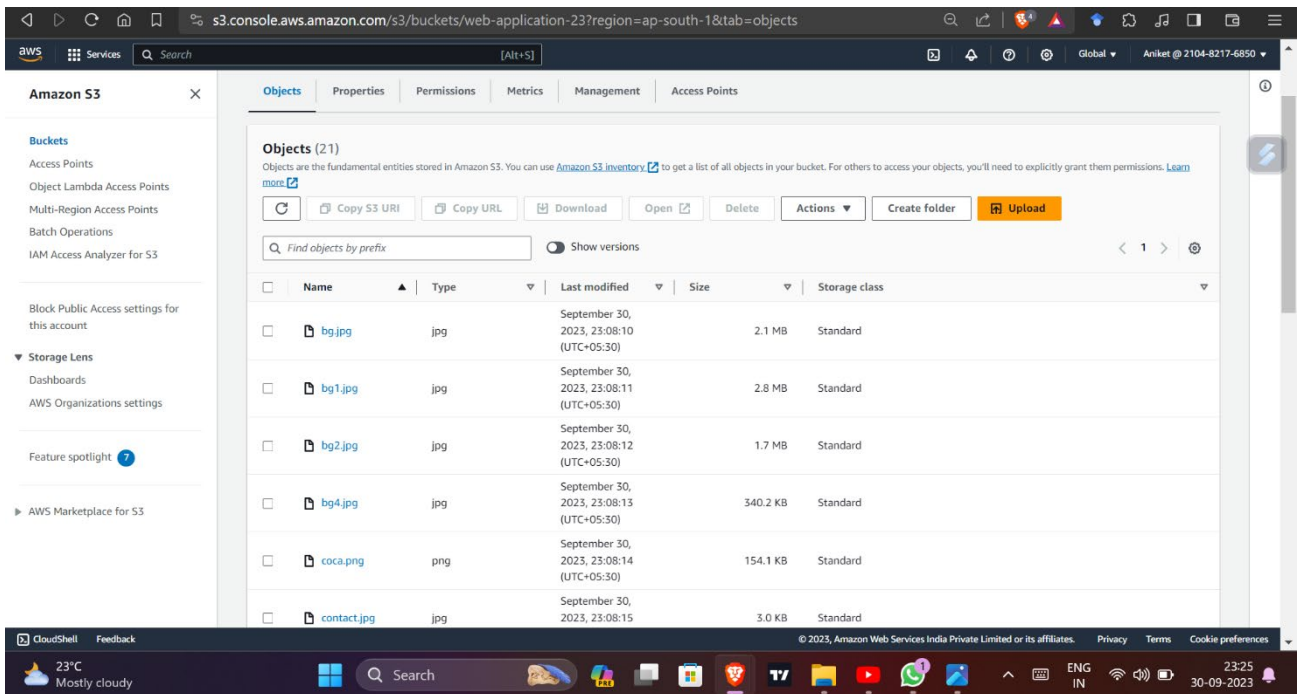 s3.console.aws.amazon.com/s3/buckets/web-application-23?region=ap-south-1&tab=objects
aws Services Search [Alt+S] Global Aniket @ 2104-8217-6850
Amazon S3
Buckets
Access Points
Object Lambda Access Points
Multi-Region Access Points
Batch Operations
IAM Access Analyzer for S3
Block Public Access settings for
this account
Storage Lens
Dashboards
AWS Organizations settings
Feature spotlight 7
AWS Marketplace for S3
Objects Properties Permissions Metrics Management Access Points
Objects (21)
Objects are the fundamental entities stored in Amazon S3. You can use Amazon S3 inventory to get a list of all objects in your bucket. For others to access your objects, you'll need to explicitly grant them permissions. Learn
more
Copy S3 URI Copy URL Download Open Delete Actions Create folder Upload
Find objects by prefix Show versions 1
Name Type Last modified Size Storage class
September 30,
bg.jpg jpg 2023, 23:08:10 2.1 MB Standard
(UTC+05:30)
September 30,
bg1.jpg jpg 2023, 23:08:11 2.8 MB Standard
(UTC+05:30)
September 30,
bg2.jpg jpg 2023, 23:08:12 1.7 MB Standard
(UTC+05:30)
September 30,
bg4.jpg jpg 2023, 23:08:13 340.2 KB Standard
(UTC+05:30)
September 30,
coca.png png 2023, 23:08:14 154.1 KB Standard
(UTC+05:30)
September 30,
contact.jpg jpg 2023, 23:08:15 3.0 KB Standard
CloudShell Feedback © 2023, Amazon Web Services India Private Limited or its affiliates. Privacy Terms Cookie preferences
23°C
Mostly cloudy
Search
PRE
1
ENG
IN
23:25
30-09-2023